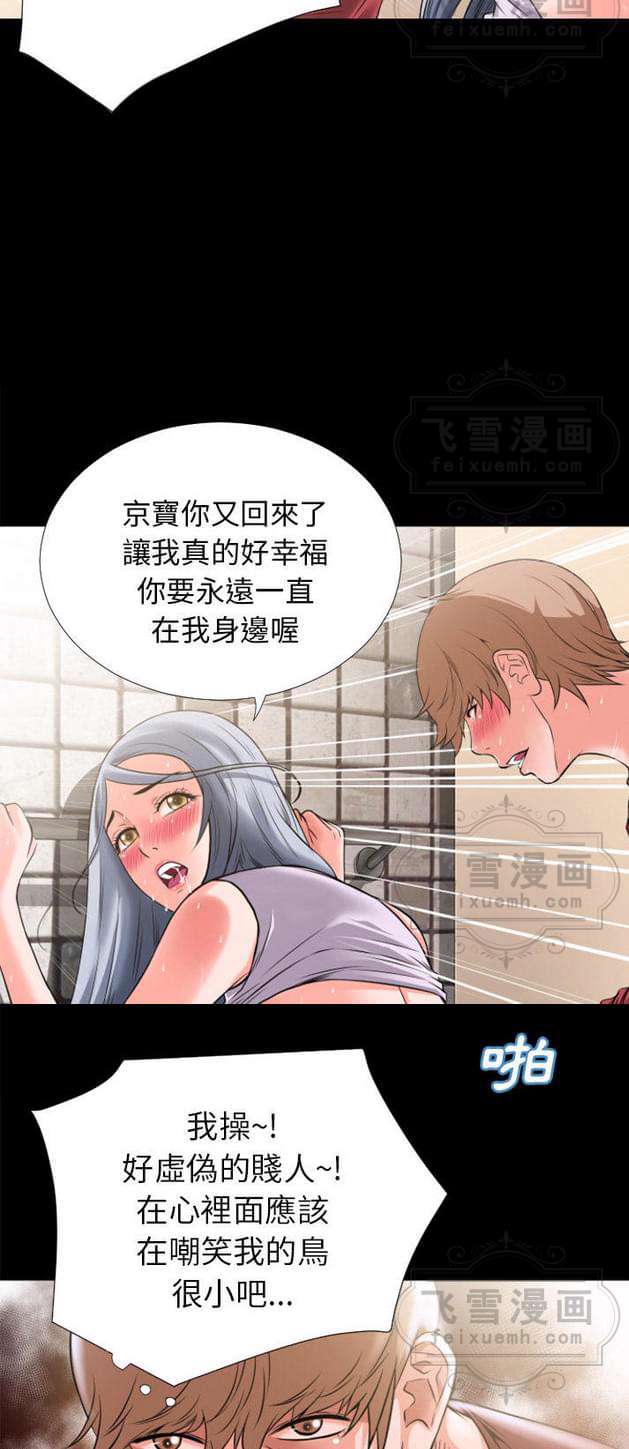 飞雪漫画
feixuemh.com
飞雪漫画
feixuemh.com
京寶你又回來了
讓我真的好幸福
你要永遠一直
在我身邊喔
飞雪漫画
feixuemh.com
啪
我操~!
好虛偽的賤人~!
在心裡面應該
在嘲笑我的鳥
很小吧...
飞雪漫画
feixuemh.com